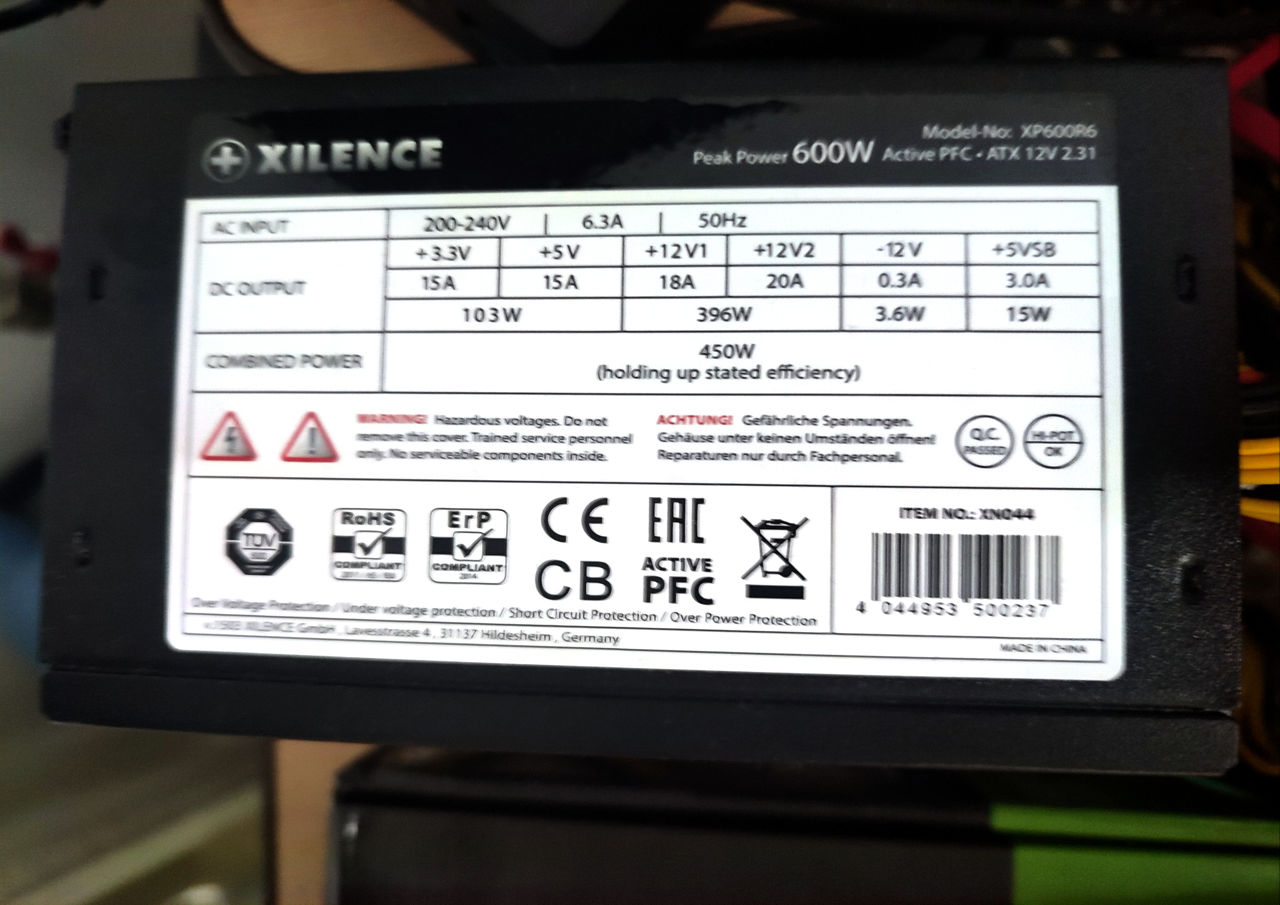 XILENCE
Model-No: XP600R6
Peak Power 600W Active PFC • ATX 12V 2.31
AC INPUT 200-240V | 6.3A | 50Hz
DC OUTPUT +3.3V +5V +12V1 +12V2 -12V +5VSB
15A 15A 18A 20A 0.3A 3.0A
103W 396W 3.6W 15W
COMBINED POWER 450W
(holding up stated efficiency)
WARNING! Hazardous voltages. Do not
remove this cover. Trained service personnel
only. No serviceable components inside.
ACHTUNG! Gefährliche Spannungen.
Gehäuse unter keinen Umständen öffnen!
Reparaturen nur durch Fachpersonal.
Q.C.
PASSED
HI-POT
OK
TÜV
RoHS
COMPLIANT
ErP
COMPLIANT
2014
CE
CB
EAC
ACTIVE
PFC
ITEM NO.: XN044
4 044953 500237
Over Voltage Protection / Under voltage protection / Short Circuit Protection / Over Power Protection
XILENCE GmbH , Lavesstrasse 4 , 31137 Hildesheim , Germany
MADE IN CHINA